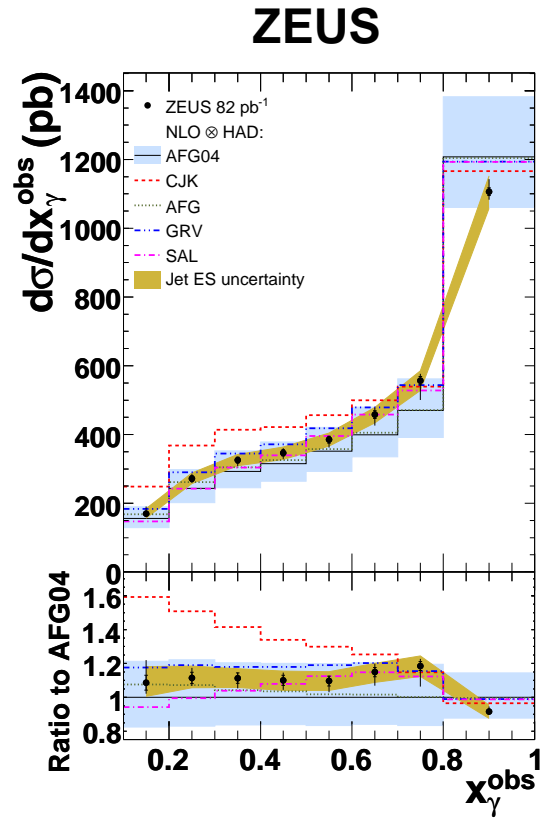 ZEUS
dσ/dxγ^obs (pb)
1400
1200
1000
800
600
400
200
0
ZEUS 82 pb⁻¹
NLO ⊗ HAD:
AFG04
CJK
AFG
GRV
SAL
Jet ES uncertainty
Ratio to AFG04
1.6
1.4
1.2
1
0.8
0.2 0.4 0.6 0.8 1
xγ^obs